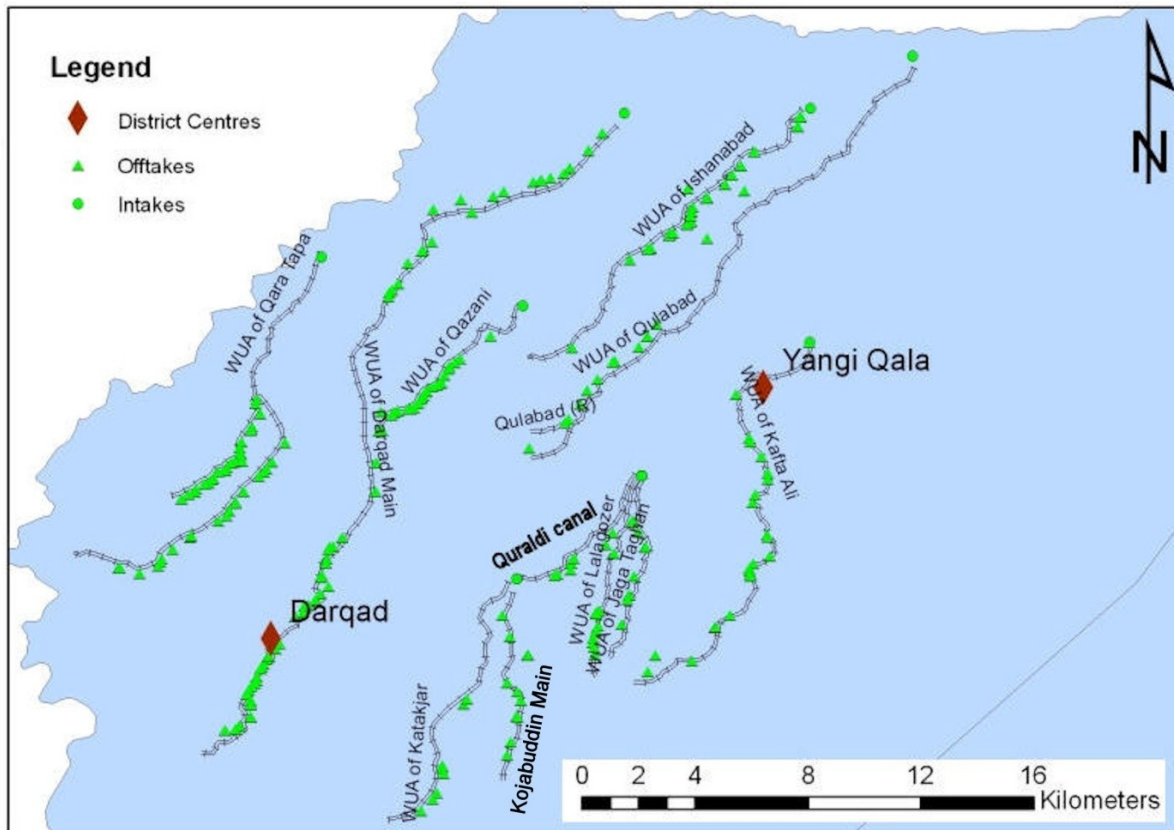 Legend
District Centres
Offtakes
Intakes
N
WUA of Qara Tapa
WUA of Darqad Main
WUA of Qazani
WUA of Ishanabad
WUA of Qulabad
Qulabad (R)
Yangi Qala
WUA of Kafta Ali
Quraldi canal
WUA of Lalagozer
WUA of Jaga Taghan
Darqad
WUA of Katakjar
Kojabuddin Main
0 2 4 8 12 16
Kilometers